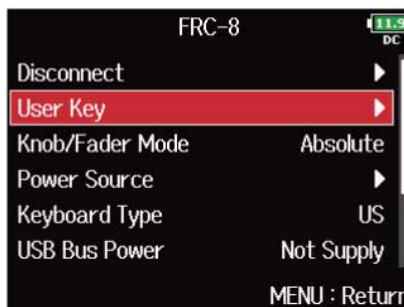 FRC-8
11.9
DC
Disconnect
User Key
Knob/Fader Mode Absolute
Power Source
Keyboard Type US
USB Bus Power Not Supply
MENU : Return